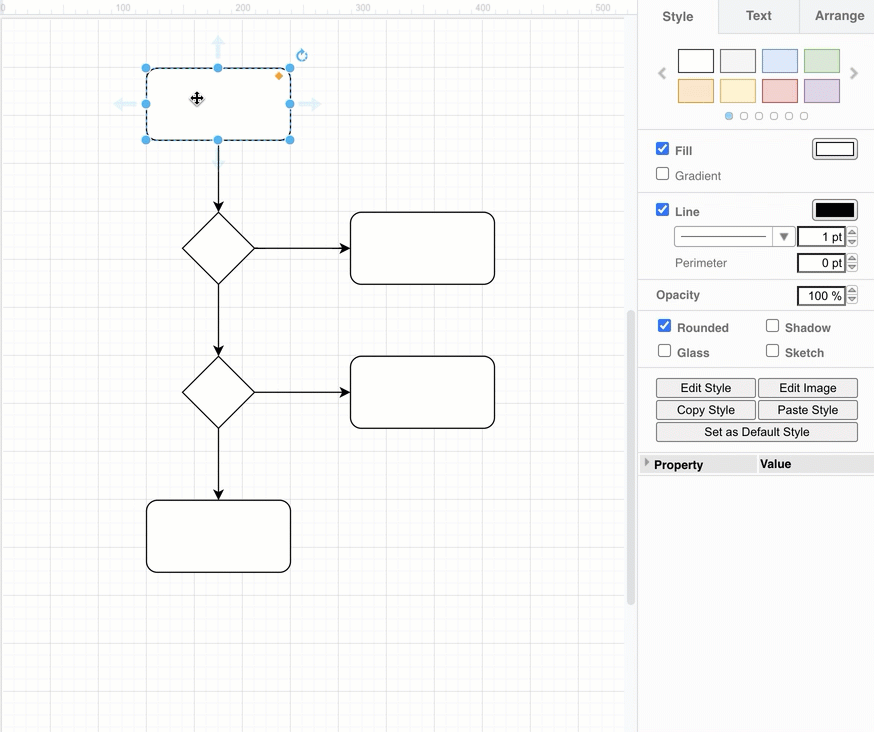 0 100 200 300 400 500
Style Text Arrange
Fill
Gradient
Line
1 pt
Perimeter 0 pt
Opacity 100 %
Rounded Shadow
Glass Sketch
Edit Style Edit Image
Copy Style Paste Style
Set as Default Style
Property Value